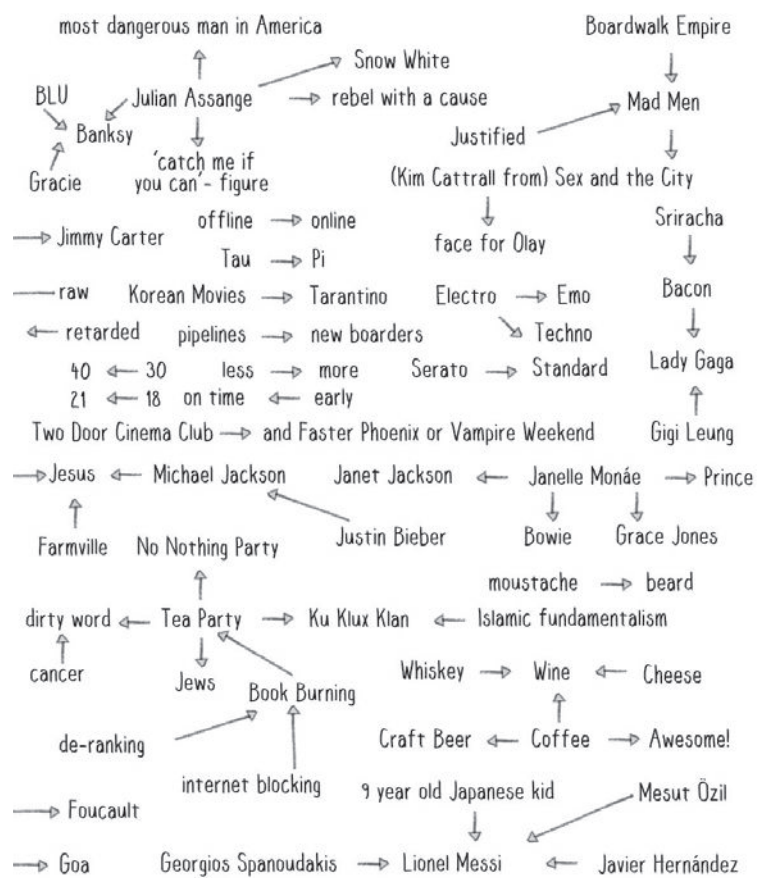 most dangerous man in America
Boardwalk Empire
Snow White
BLU
Julian Assange
rebel with a cause
Mad Men
Banksy
Justified
'catch me if
you can'- figure
Gracie
(Kim Cattrall from) Sex and the City
offline
online
Sriracha
Jimmy Carter
face for Olay
Tau
Pi
raw
Korean Movies
Tarantino
Electro
Emo
Bacon
retarded
pipelines
new boarders
Techno
40
30
less
more
Serato
Standard
Lady Gaga
21
18
on time
early
Two Door Cinema Club
and Faster Phoenix or Vampire Weekend
Gigi Leung
Jesus
Michael Jackson
Janet Jackson
Janelle Monáe
Prince
Farmville
No Nothing Party
Justin Bieber
Bowie
Grace Jones
moustache
beard
dirty word
Tea Party
Ku Klux Klan
Islamic fundamentalism
cancer
Jews
Book Burning
Whiskey
Wine
Cheese
de-ranking
Craft Beer
Coffee
Awesome!
internet blocking
9 year old Japanese kid
Mesut Özil
Foucault
Goa
Georgios Spanoudakis
Lionel Messi
Javier Hernández